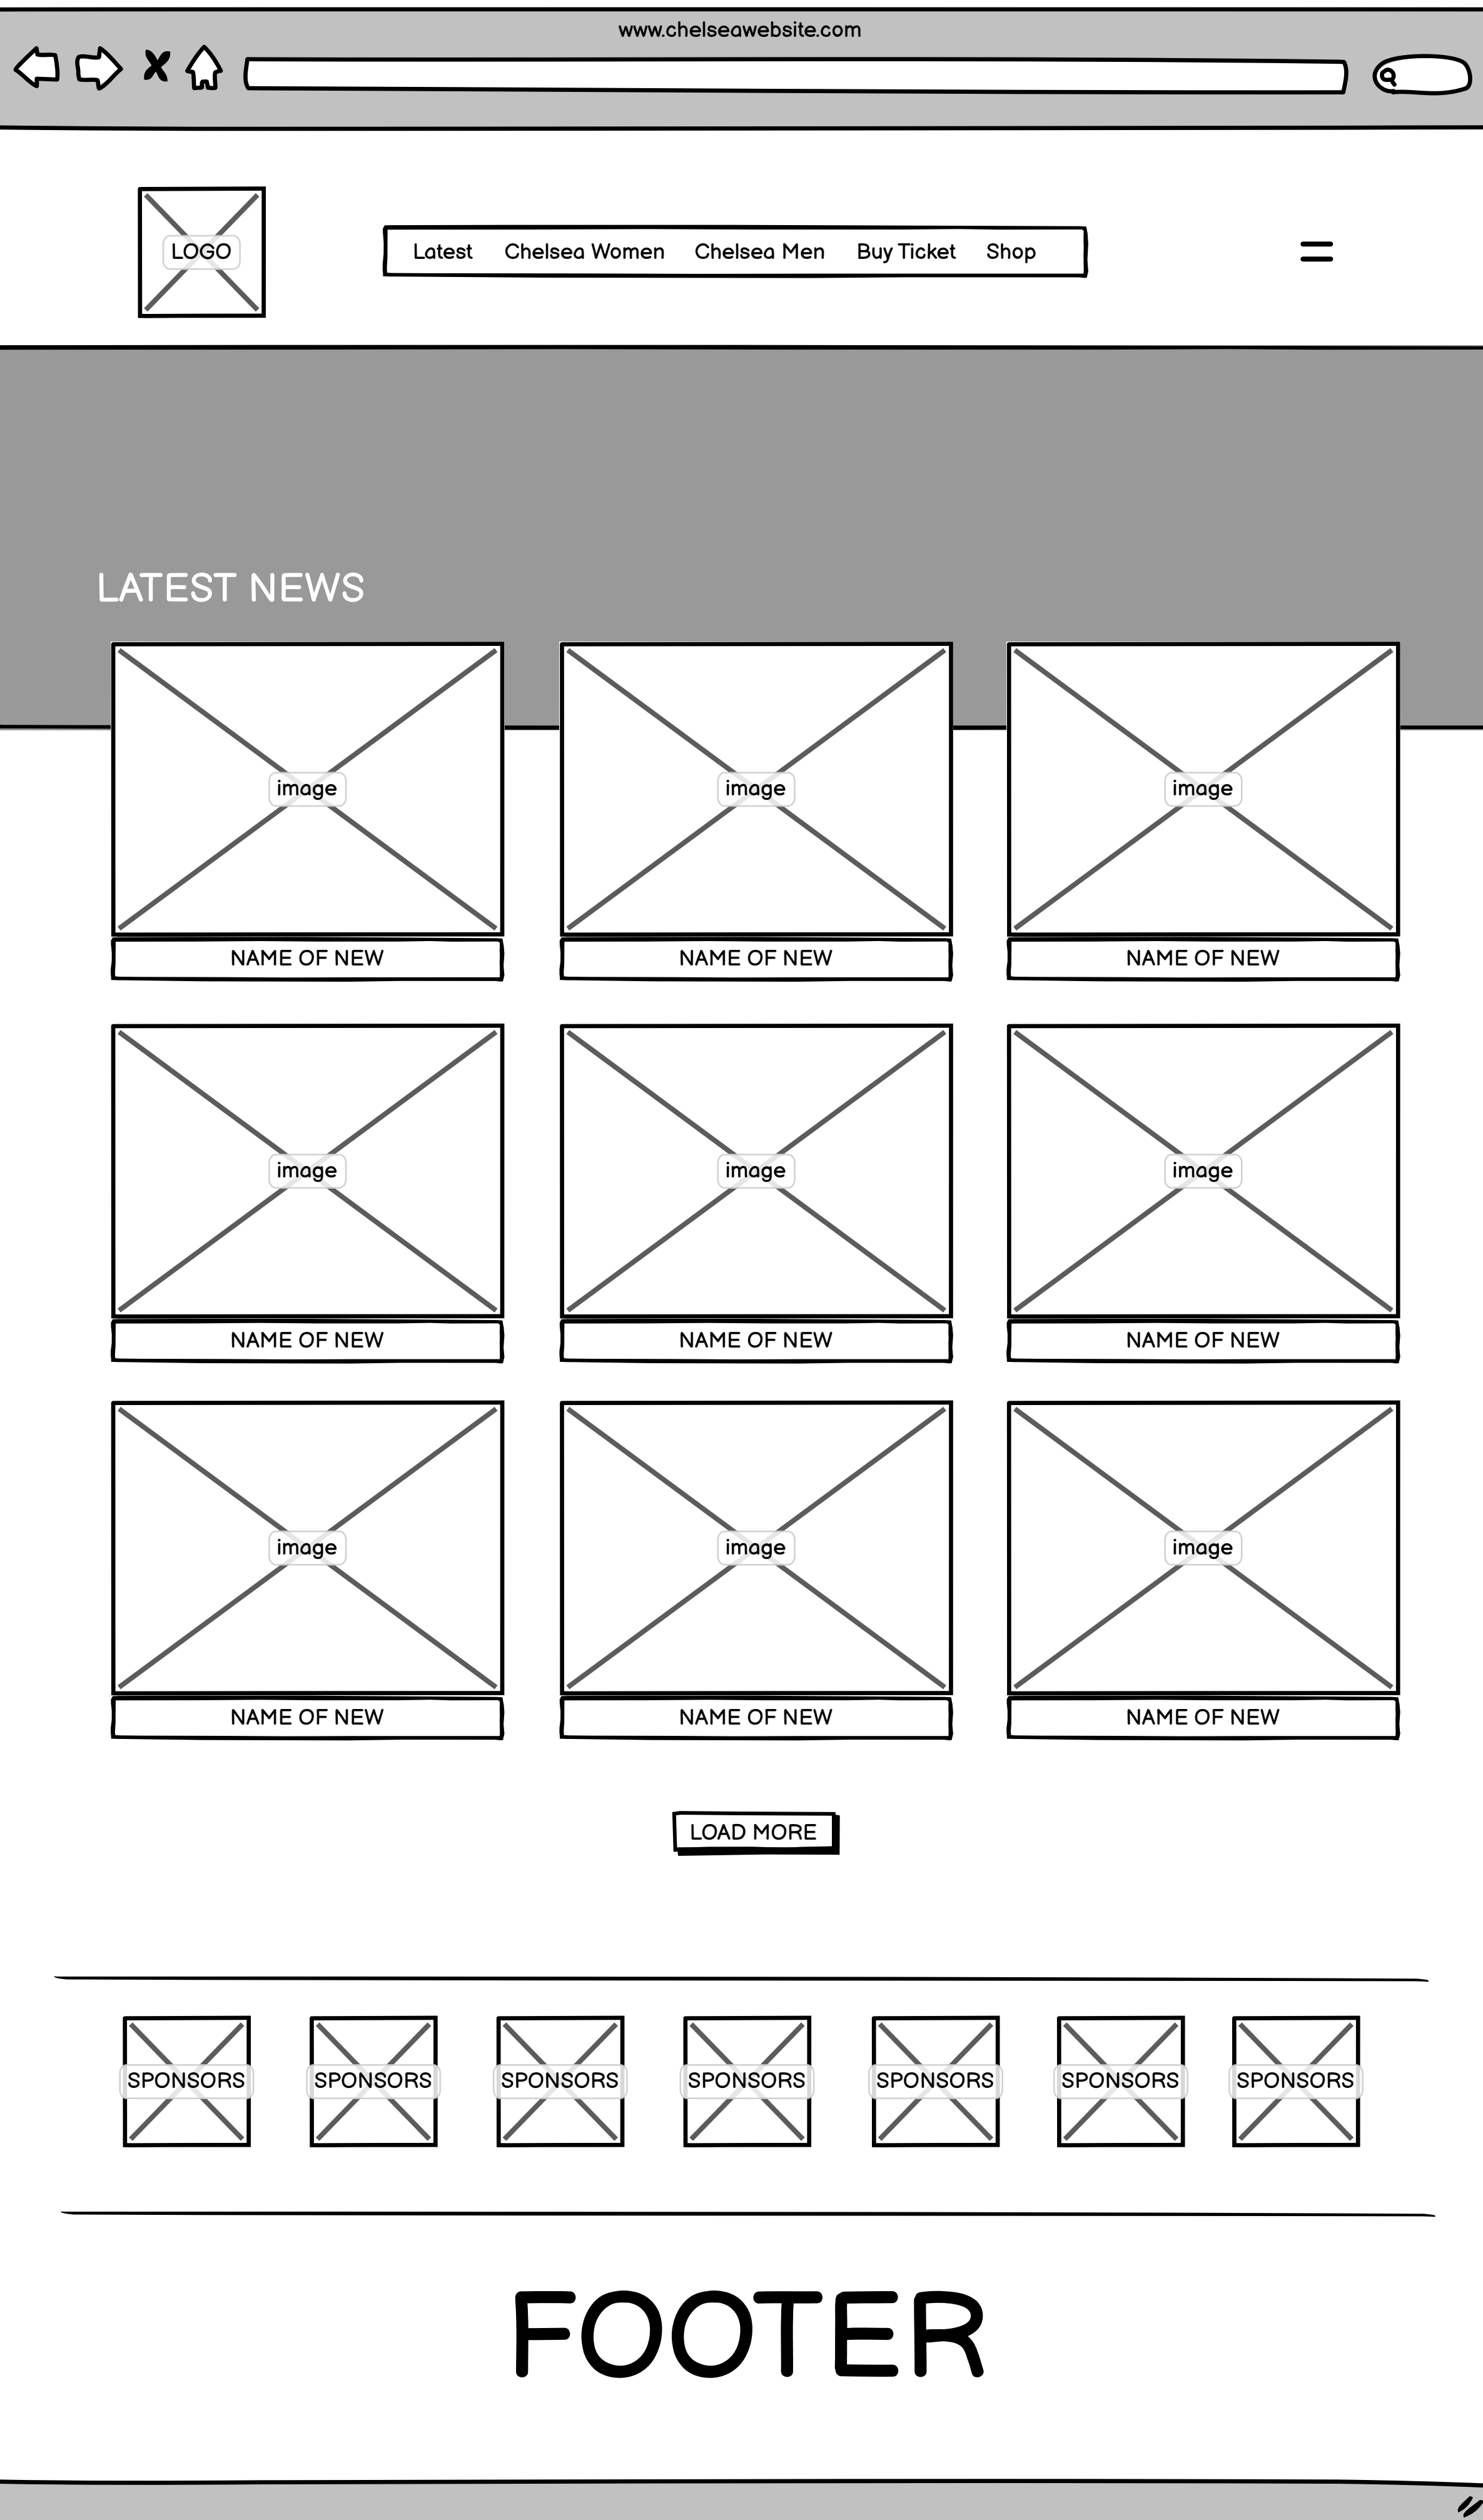 www.chelseawebsite.com
LOGO
Latest Chelsea Women Chelsea Men Buy Ticket Shop
LATEST NEWS
image image image
NAME OF NEW NAME OF NEW NAME OF NEW
image image image
NAME OF NEW NAME OF NEW NAME OF NEW
image image image
NAME OF NEW NAME OF NEW NAME OF NEW
LOAD MORE
SPONSORS SPONSORS SPONSORS SPONSORS SPONSORS SPONSORS SPONSORS
FOOTER